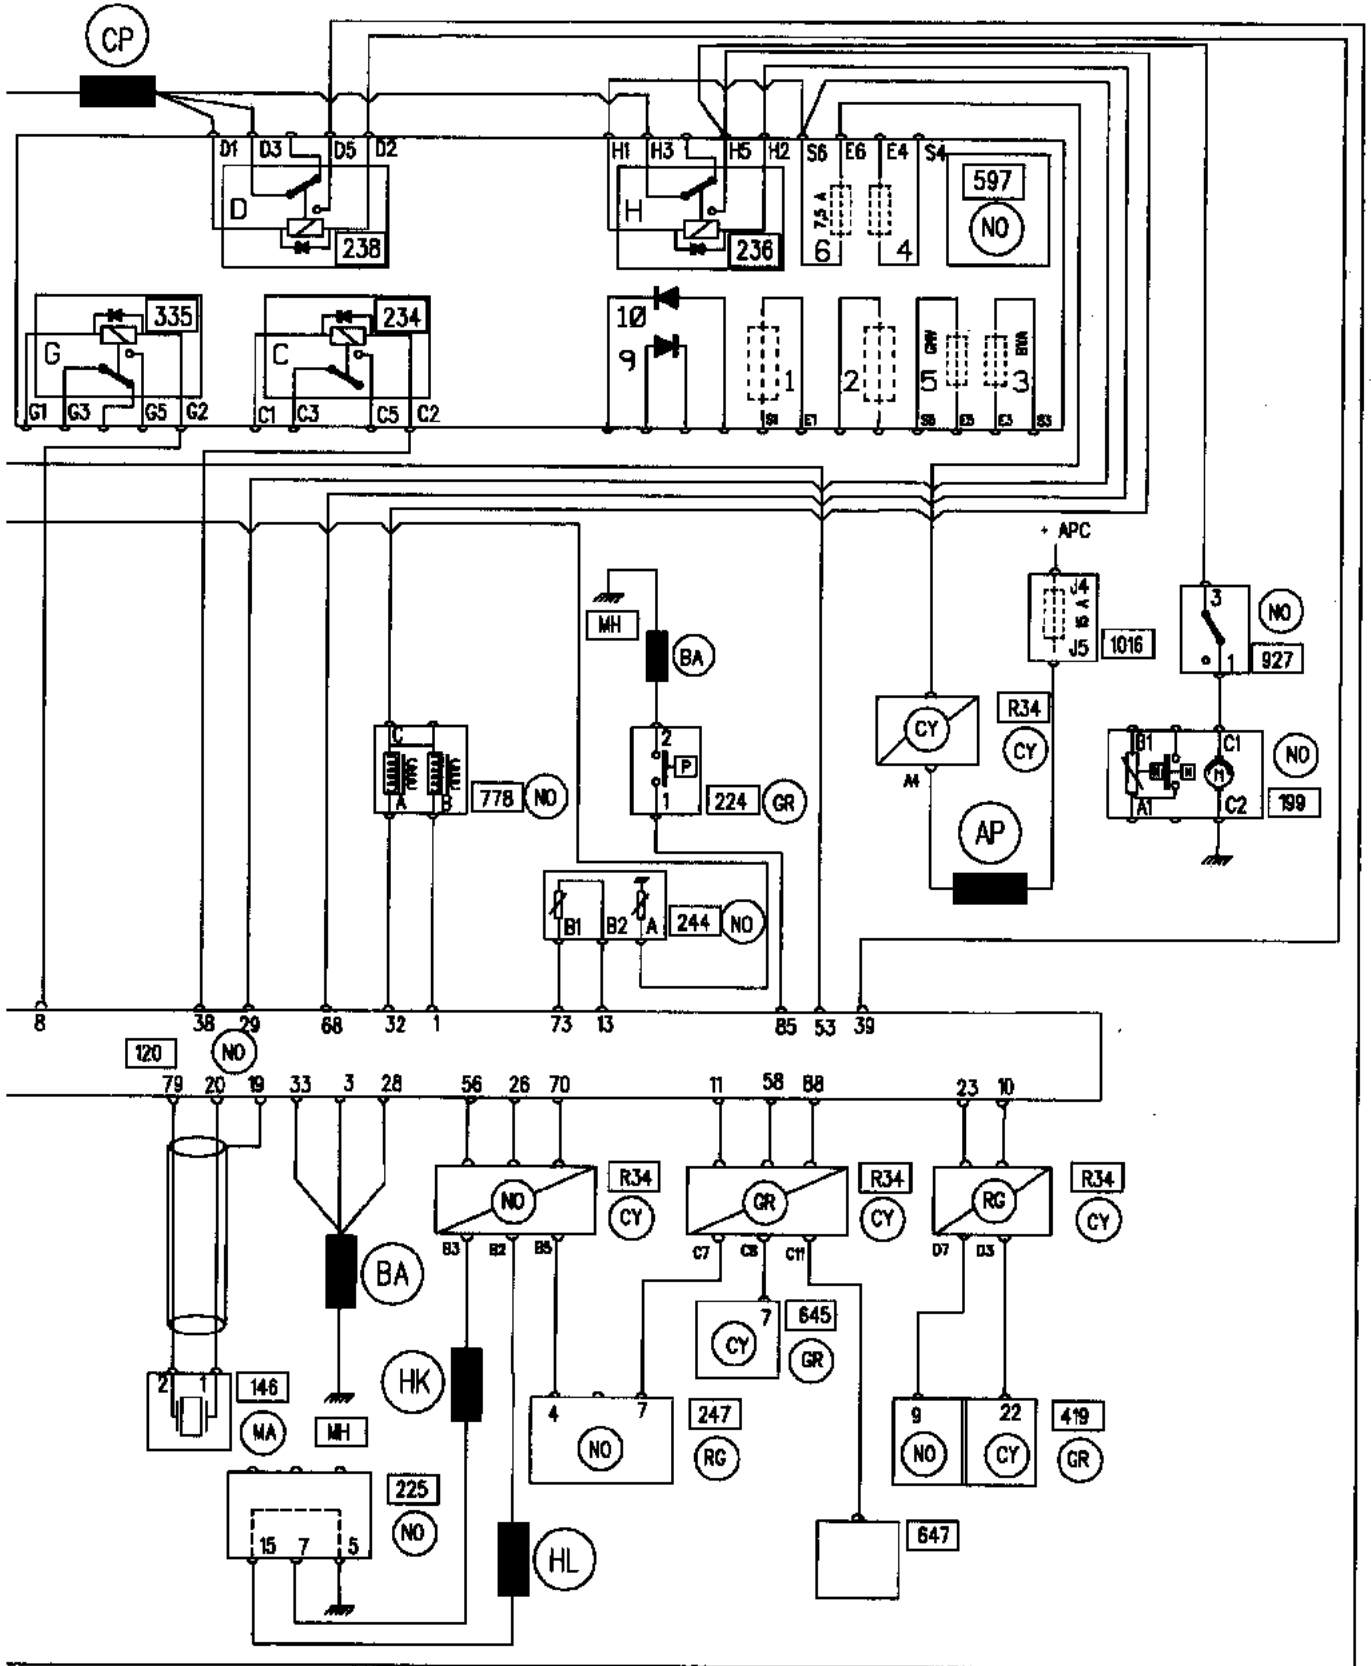 CP
D1 D3 D5 D2 H1 H3 H5 H2 S6 E6 E4 S4
597
NO
D
238
H
236
7,5 A
6
4
335
G
234
C
10
9
1
2
GMV
5
BVA
3
G1 G3 G5 G2 C1 C3 C5 C2 E1 S5 E5 E3 S3
+ APC
J4
15 A
J5
1016
3
NO
1
927
MH
BA
C
A B
778 NO
2
P
1
224 GR
CY
R34
CY
A4
B1 C1
M
A1 C2
NO
199
AP
B1 B2 A
244 NO
8 38 29 68 32 1 73 13 85 53 39
120 NO
79 20 19 33 3 28 56 26 70 11 58 88 23 10
NO
R34
CY
GR
R34
CY
RG
R34
CY
B3 B2 B5 C7 C8 C11 D7 D3
BA
7
CY
645
GR
HK
2 1
146
MA
MH
4 7
NO
247
RG
9 22
NO CY
419
GR
225
NO
15 7 5
HL
647